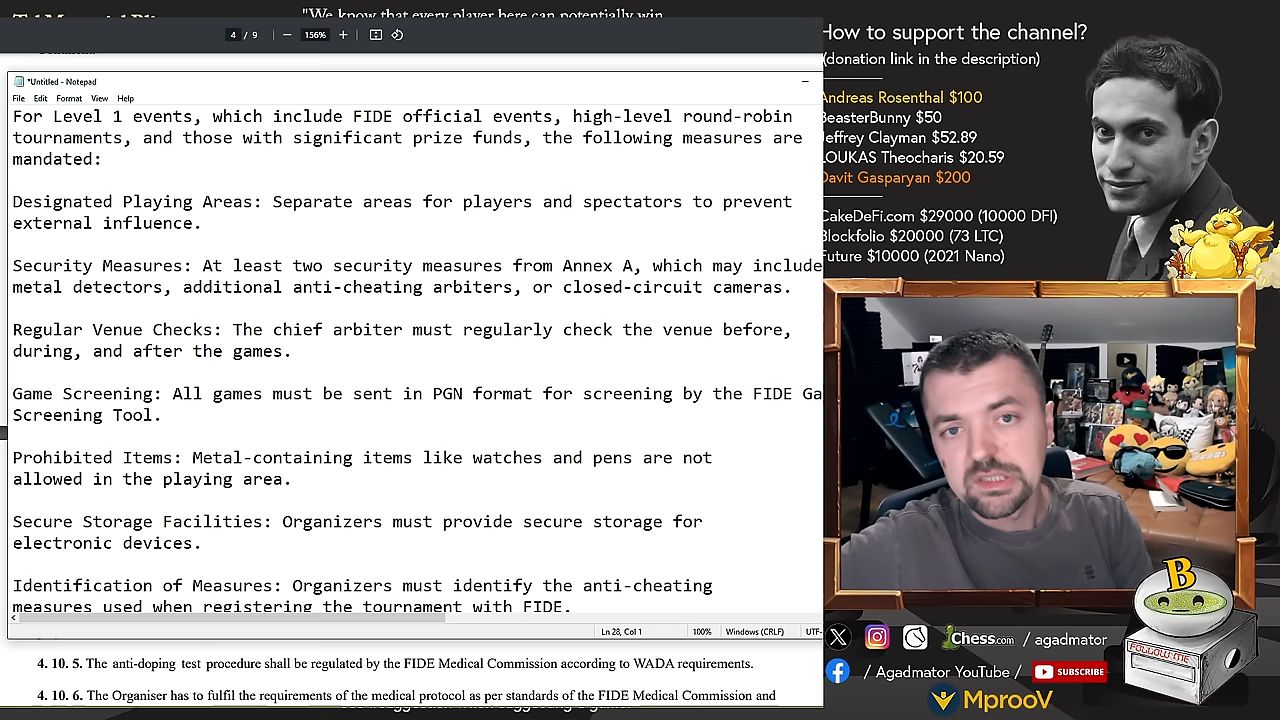 "We know that every player here can potentially win
4 / 9
156%
*Untitled - Notepad
File Edit Format View Help
For Level 1 events, which include FIDE official events, high-level round-robin
tournaments, and those with significant prize funds, the following measures are
mandated:
Designated Playing Areas: Separate areas for players and spectators to prevent
external influence.
Security Measures: At least two security measures from Annex A, which may include
metal detectors, additional anti-cheating arbiters, or closed-circuit cameras.
Regular Venue Checks: The chief arbiter must regularly check the venue before,
during, and after the games.
Game Screening: All games must be sent in PGN format for screening by the FIDE Ga
Screening Tool.
Prohibited Items: Metal-containing items like watches and pens are not
allowed in the playing area.
Secure Storage Facilities: Organizers must provide secure storage for
electronic devices.
Identification of Measures: Organizers must identify the anti-cheating
measures used when registering the tournament with FIDE.
Ln 28, Col 1 100% Windows (CRLF) UTF-
4. 10. 5. The anti-doping test procedure shall be regulated by the FIDE Medical Commission according to WADA requirements.
4. 10. 6. The Organiser has to fulfil the requirements of the medical protocol as per standards of the FIDE Medical Commission and
How to support the channel?
(donation link in the description)
Andreas Rosenthal $100
BeasterBunny $50
Jeffrey Clayman $52.89
LOUKAS Theocharis $20.59
Davit Gasparyan $200
CakeDeFi.com $29000 (10000 DFI)
Blockfolio $20000 (73 LTC)
Future $10000 (2021 Nano)
B
FOLLOW ME
Chess.com / agadmator
/ Agadmator YouTube / SUBSCRIBE
MprooV